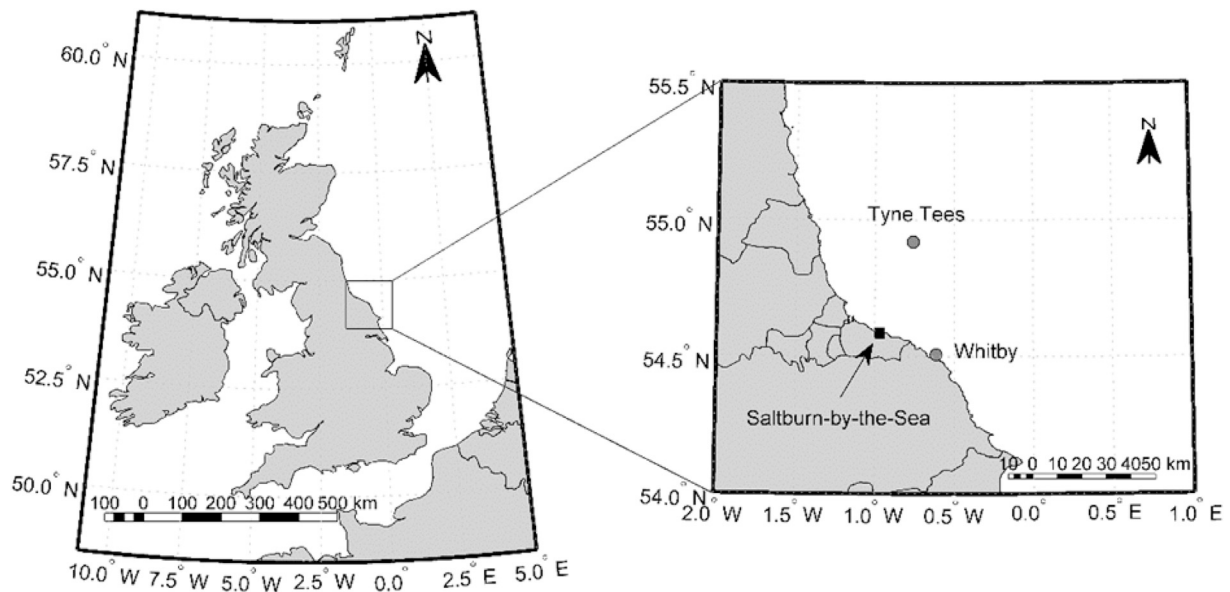 60.0° N
57.5° N
55.0° N
52.5° N
50.0° N
N
100 0 100 200 300 400 500 km
10.0° W 7.5° W 5.0° W 2.5° W 0.0° 2.5° E 5.0° E
55.5° N
55.0° N
54.5° N
54.0° N
N
Tyne Tees
Whitby
Saltburn-by-the-Sea
10 0 10 20 30 40 50 km
2.0° W 1.5° W 1.0° W 0.5° W 0.0° 0.5° E 1.0° E